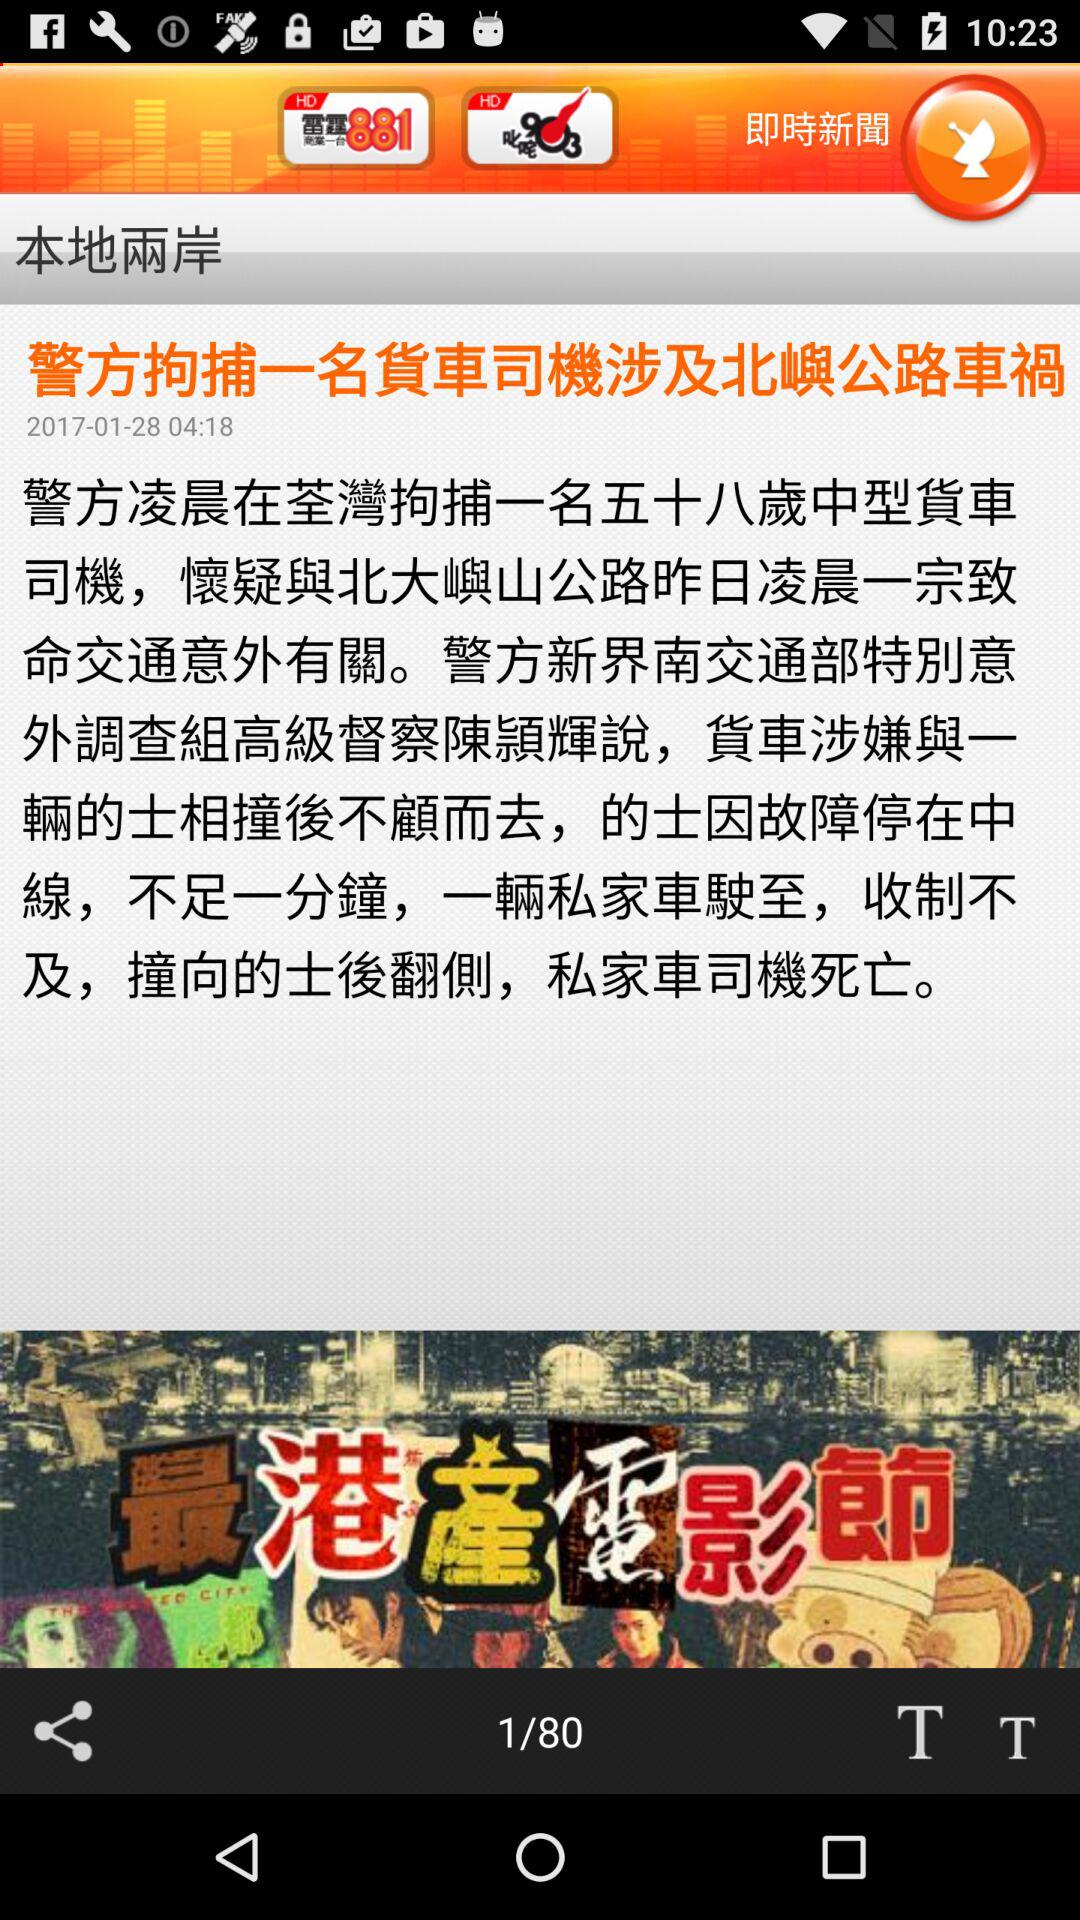 FAKE
10:23
HD
雷霆881
商業一台
HD
叱咤903
即時新聞
本地兩岸
警方拘捕一名貨車司機涉及北嶼公路車禍
2017-01-28 04:18
警方凌晨在荃灣拘捕一名五十八歲中型貨車
司機，懷疑與北大嶼山公路昨日凌晨一宗致
命交通意外有關。警方新界南交通部特別意
外調查組高級督察陳頴輝說，貨車涉嫌與一
輛的士相撞後不顧而去，的士因故障停在中
線，不足一分鐘，一輛私家車駛至，收制不
及，撞向的士後翻側，私家車司機死亡。
最港產電影節
1/80
T T